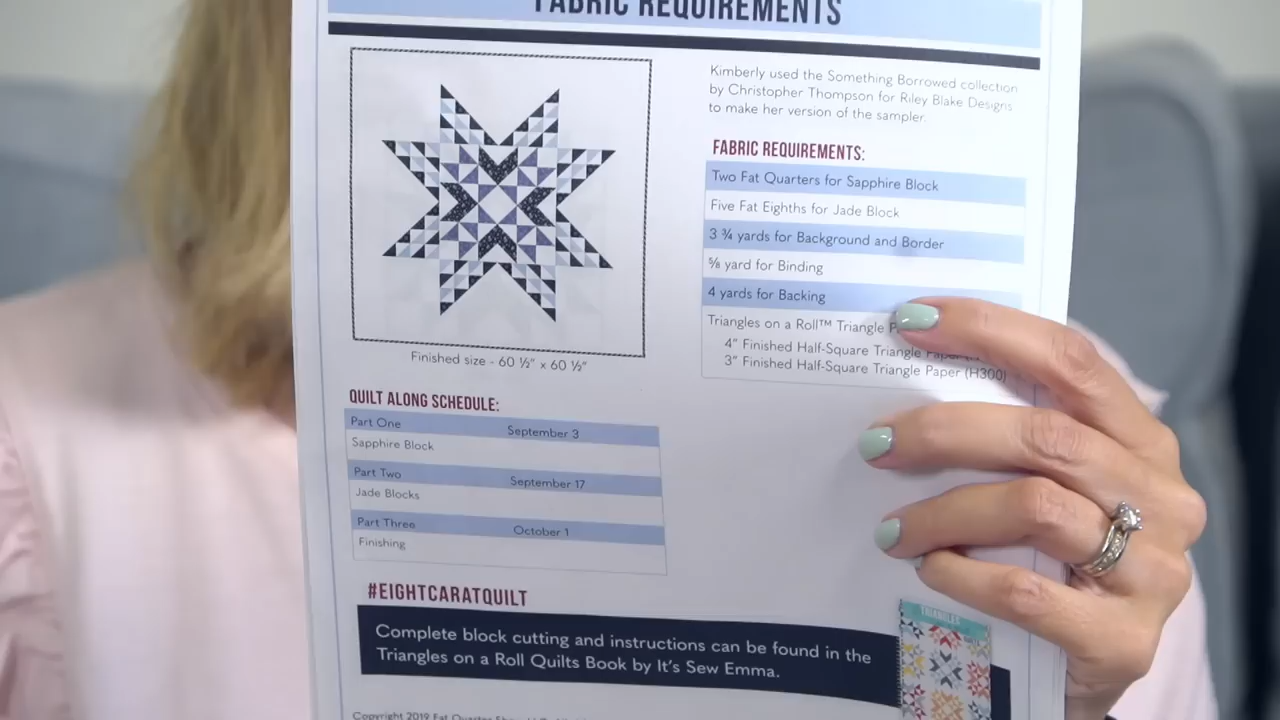 FABRIC REQUIREMENTS
Kimberly used the Something Borrowed collection
by Christopher Thompson for Riley Blake Designs
to make her version of the sampler.
FABRIC REQUIREMENTS:
Two Fat Quarters for Sapphire Block
Five Fat Eighths for Jade Block
3 ¾ yards for Background and Border
⅝ yard for Binding
4 yards for Backing
Triangles on a Roll™ Triangle
4" Finished Half-Square Triangle
3" Finished Half-Square Triangle Paper (H300)
Finished size - 60 ½" x 60 ½"
QUILT ALONG SCHEDULE:
Part One September 3
Sapphire Block
Part Two September 17
Jade Blocks
Part Three October 1
Finishing
#EIGHTCARATQUILT
Complete block cutting and instructions can be found in the
Triangles on a Roll Quilts Book by It's Sew Emma.
TRIANGLES
Copyright 2019 Fat Quarter